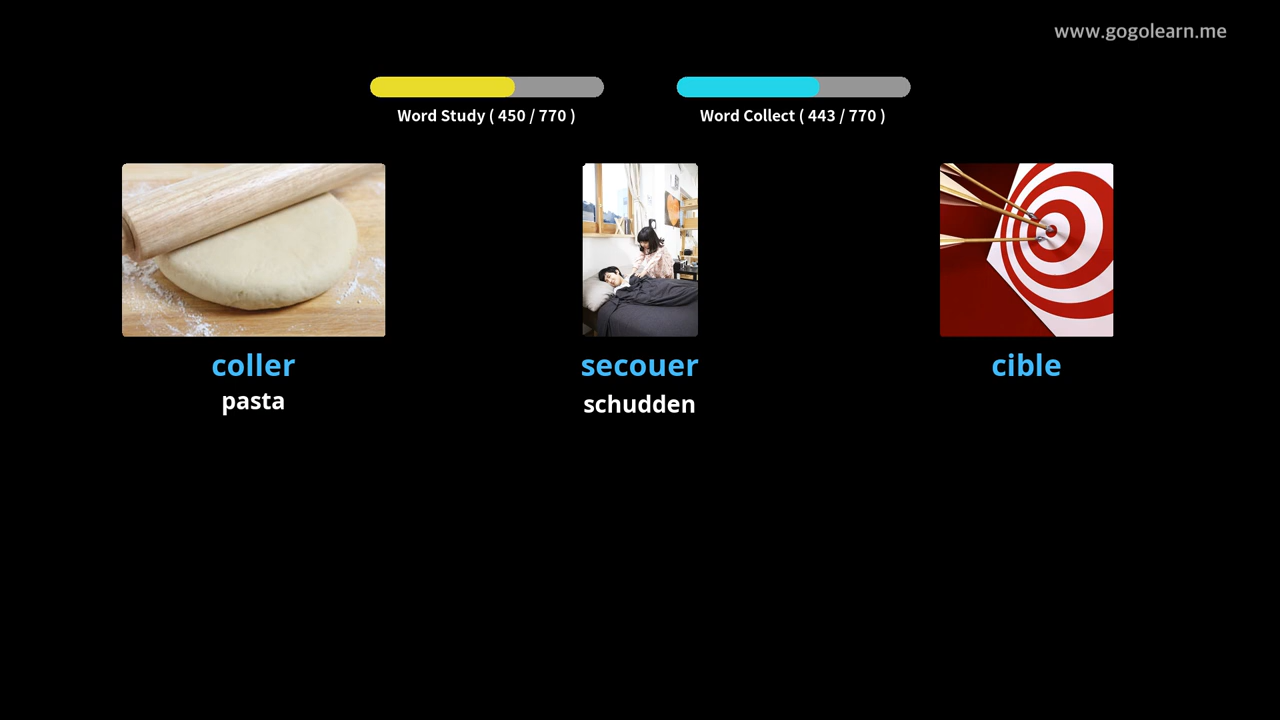 www.gogolearn.me
Word Study ( 450 / 770 )
Word Collect ( 443 / 770 )
coller
pasta
secouer
schudden
cible